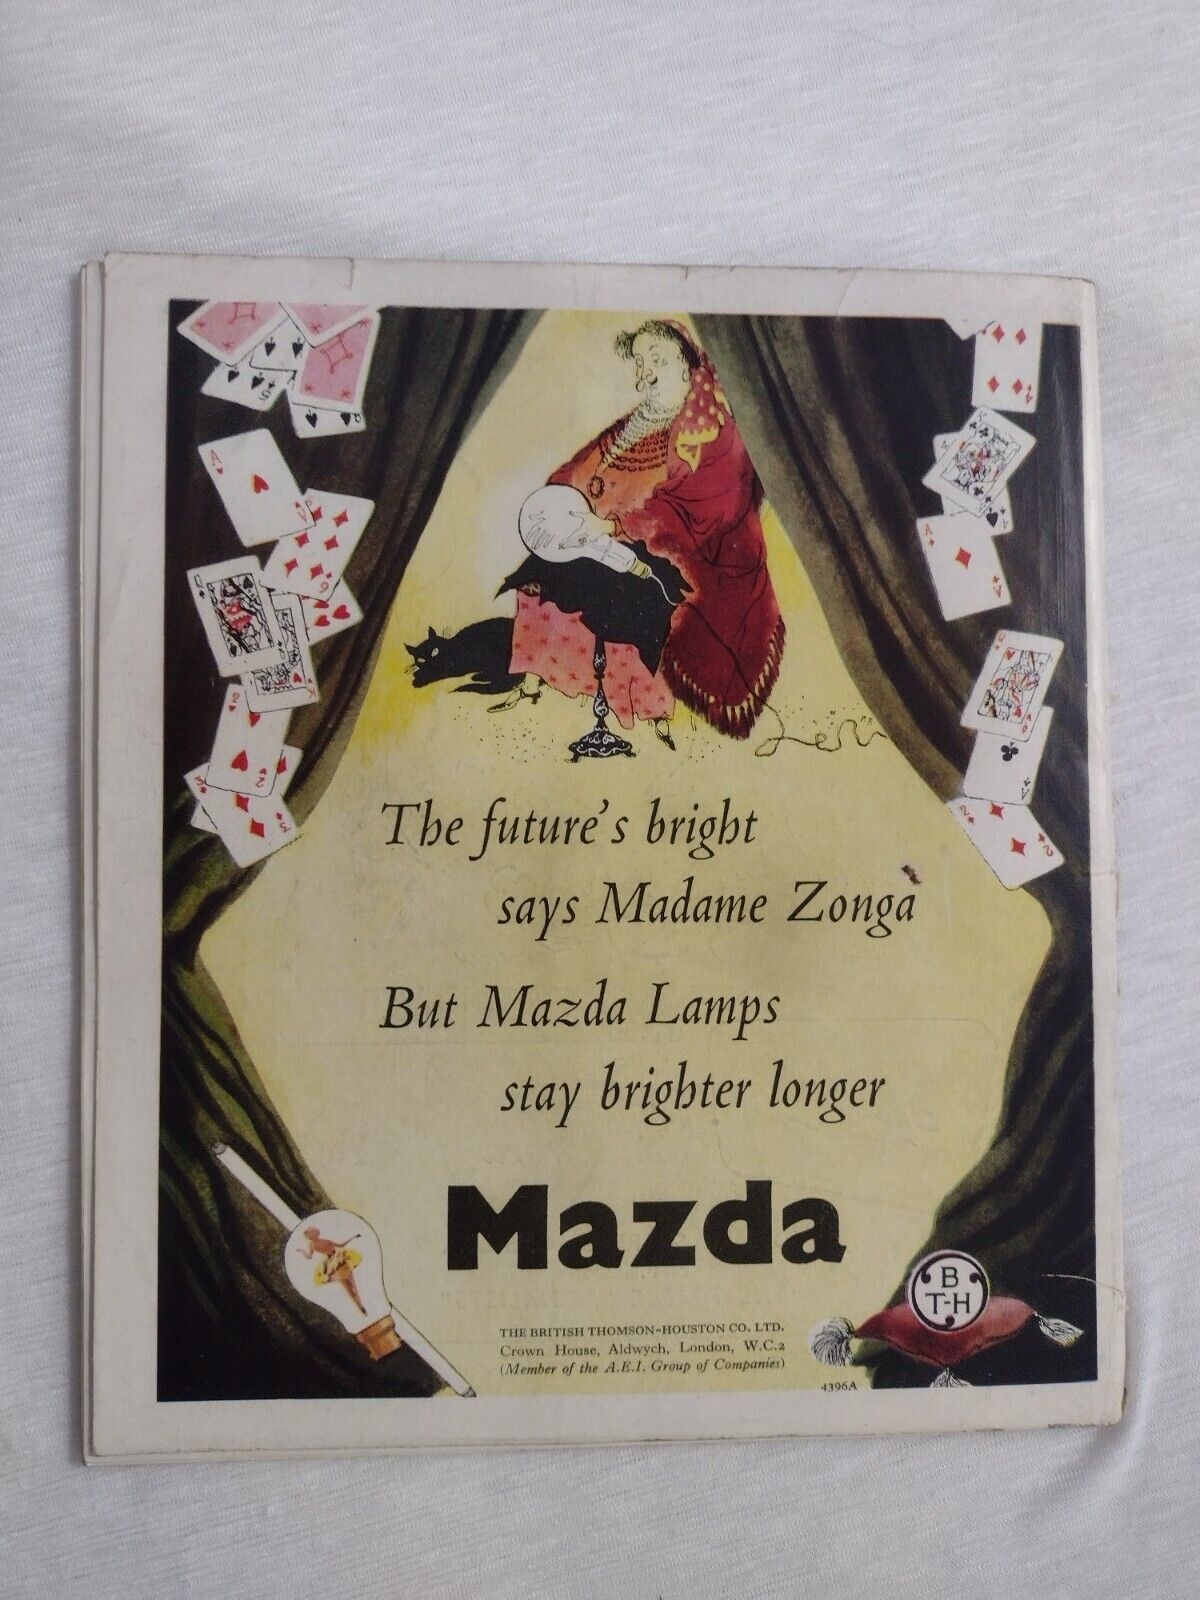 The future's bright
says Madame Zonga
But Mazda Lamps
stay brighter longer
Mazda
B
T-H
THE BRITISH THOMSON-HOUSTON CO. LTD.
Crown House, Aldwych, London, W.C.2
(Member of the A.E.I. Group of Companies)
4396A